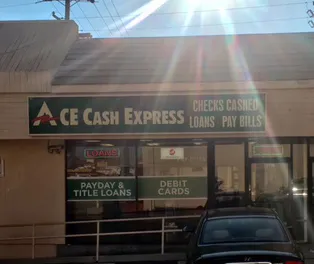 ACE CASH EXPRESS
CHECKS CASHED
LOANS PAY BILLS
PAYDAY &
TITLE LOANS
DEBIT
CARDS